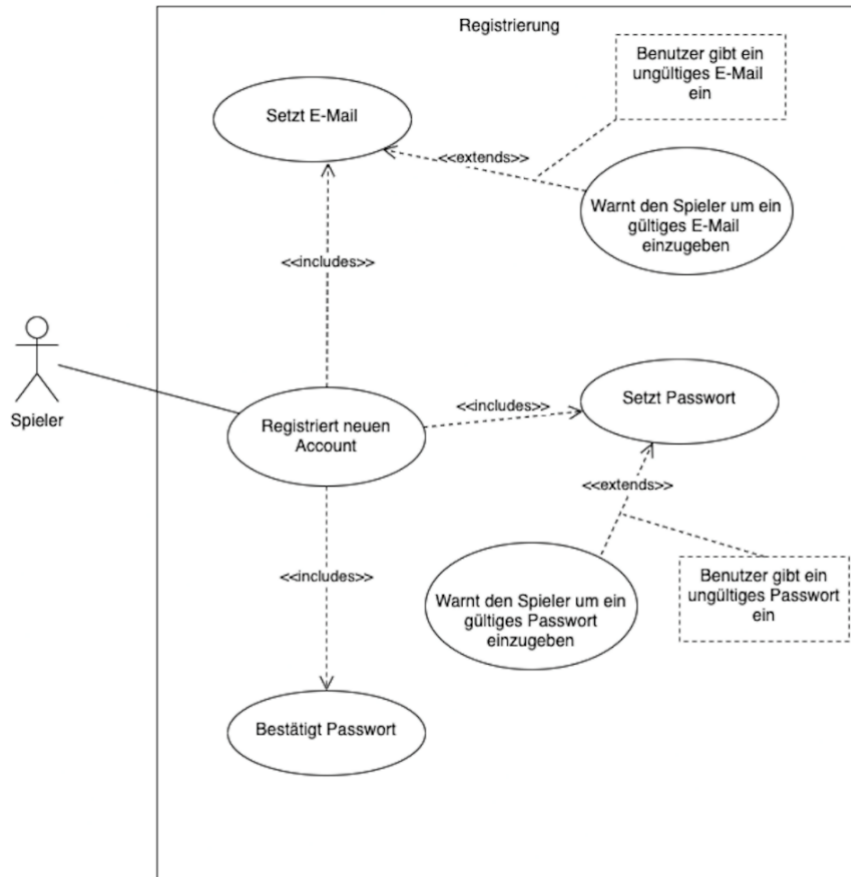 Registrierung
Benutzer gibt ein
ungültiges E-Mail
ein
Setzt E-Mail
<<extends>>
Warnt den Spieler um ein
gültiges E-Mail
einzugeben
<<includes>>
Spieler
Registriert neuen
Account
<<includes>>
Setzt Passwort
<<extends>>
<<includes>>
Warnt den Spieler um ein
gültiges Passwort
einzugeben
Benutzer gibt ein
ungültiges Passwort
ein
Bestätigt Passwort